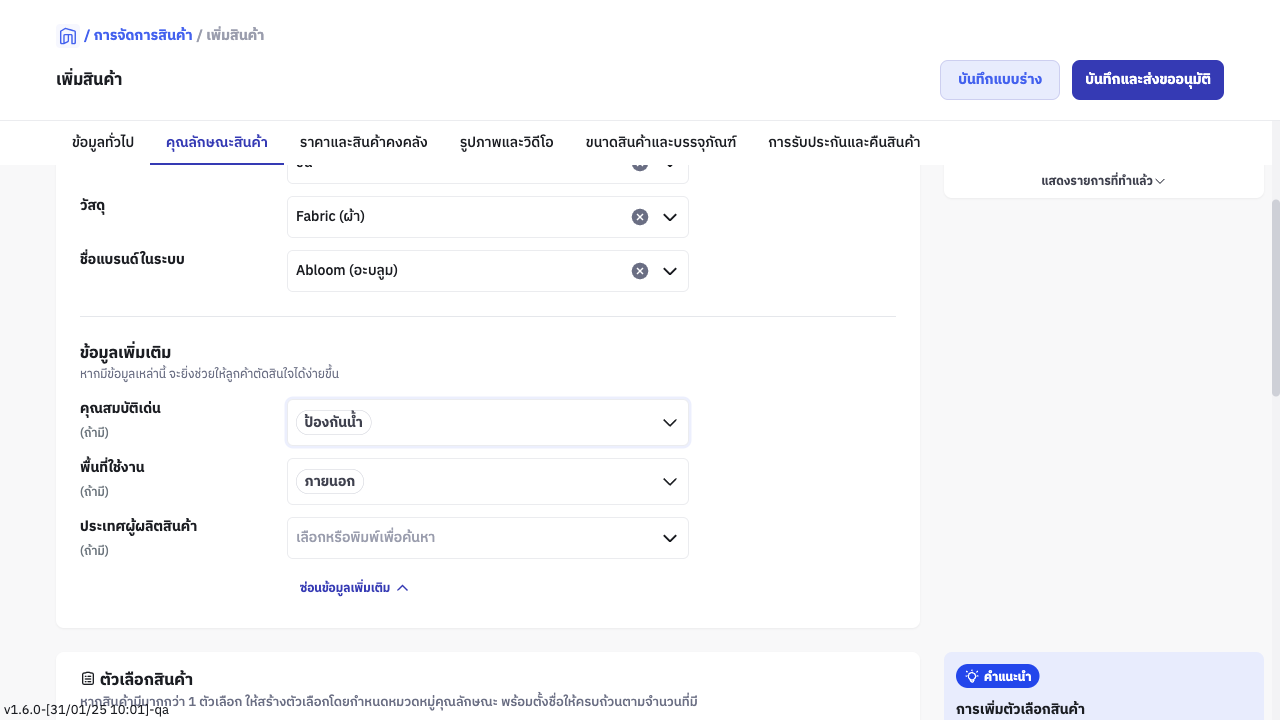 / การจัดการสินค้า / เพิ่มสินค้า
เพิ่มสินค้า
บันทึกแบบร่าง
บันทึกและส่งขออนุมัติ
ข้อมูลทั่วไป
คุณลักษณะสินค้า
ราคาและสินค้าคงคลัง
รูปภาพและวิดีโอ
ขนาดสินค้าและบรรจุภัณฑ์
การรับประกันและคืนสินค้า
แสดงรายการที่ทำแล้ว
วัสดุ
Fabric (ผ้า)
ชื่อแบรนด์ในระบบ
Abloom (อะบลูม)
ข้อมูลเพิ่มเติม
หากมีข้อมูลเหล่านี้ จะยิ่งช่วยให้ลูกค้าตัดสินใจได้ง่ายขึ้น
คุณสมบัติเด่น
(ถ้ามี)
ป้องกันน้ำ
พื้นที่ใช้งาน
(ถ้ามี)
ภายนอก
ประเทศผู้ผลิตสินค้า
(ถ้ามี)
เลือกหรือพิมพ์เพื่อค้นหา
ซ่อนข้อมูลเพิ่มเติม
ตัวเลือกสินค้า
หากสินค้ามีมากกว่า 1 ตัวเลือก ให้สร้างตัวเลือกโดยกำหนดหมวดหมู่คุณลักษณะ พร้อมตั้งชื่อให้ครบถ้วนตามจำนวนที่มี
คำแนะนำ
การเพิ่มตัวเลือกสินค้า
v1.6.0-[31/01/25 10:01]-qa